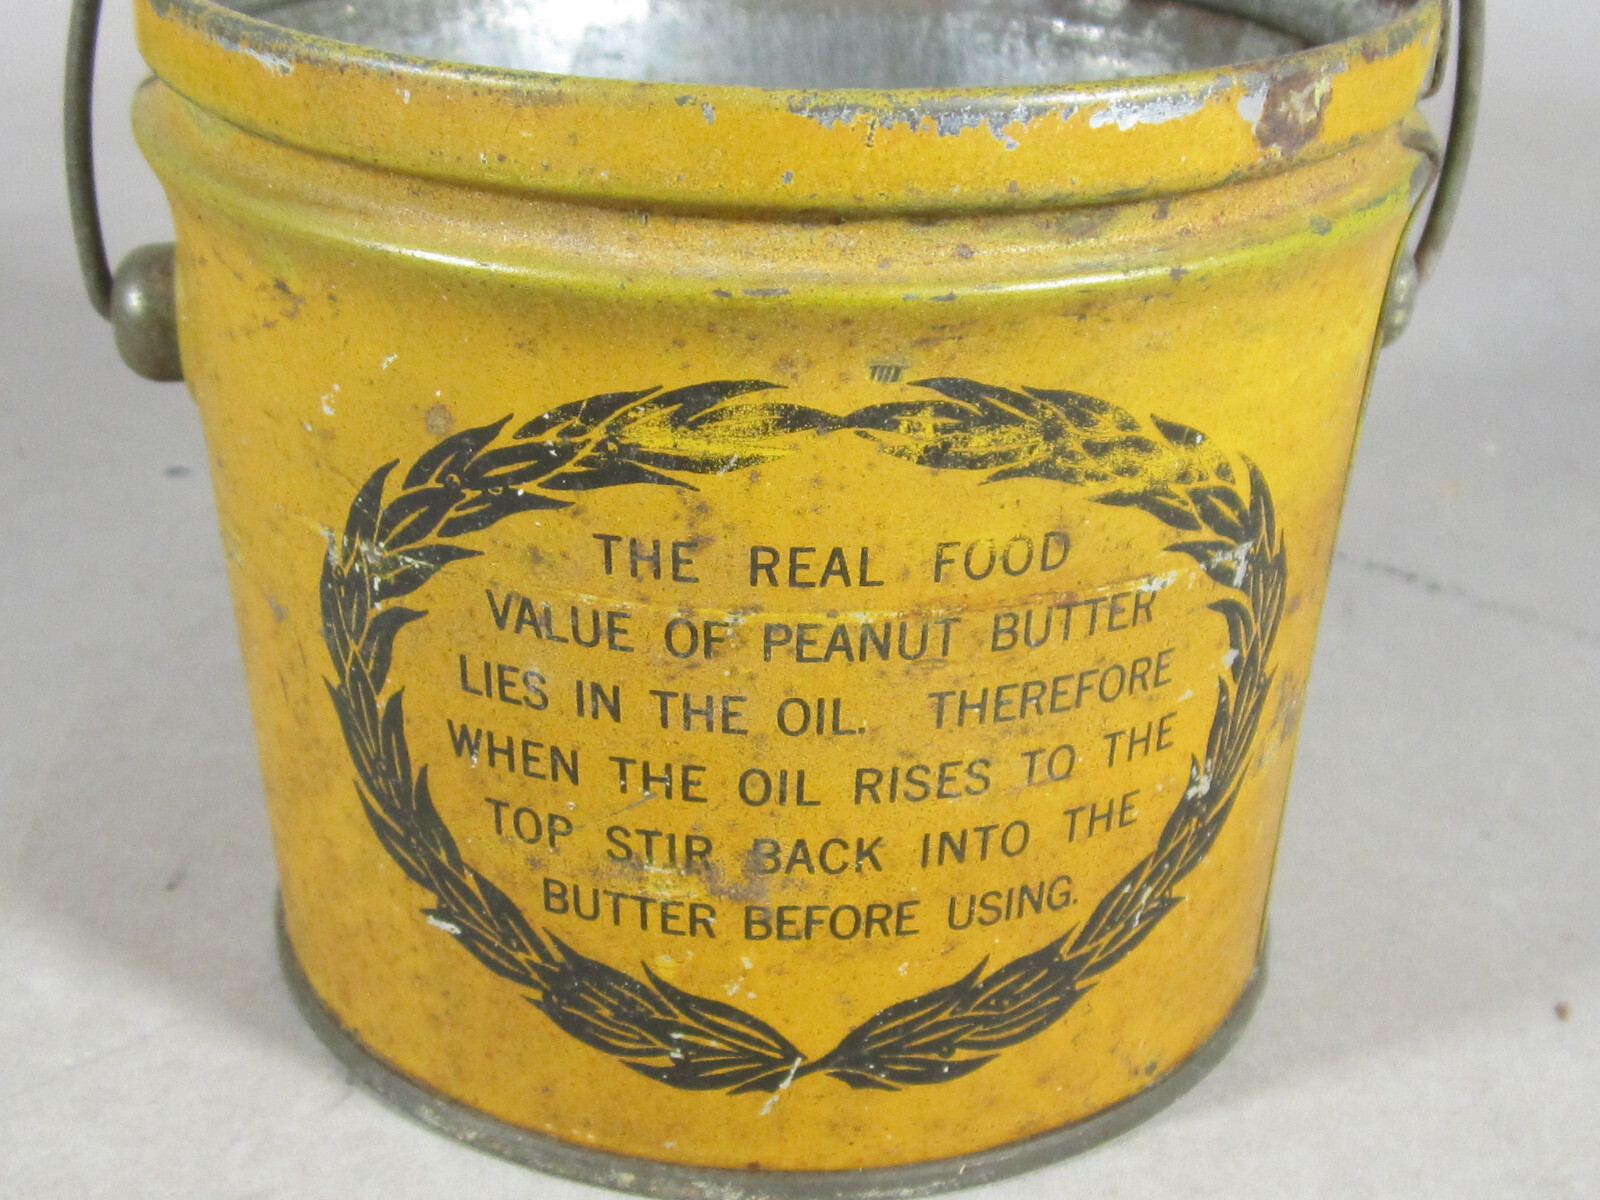 THE REAL FOOD
VALUE OF PEANUT BUTTER
LIES IN THE OIL. THEREFORE
WHEN THE OIL RISES TO THE
TOP STIR BACK INTO THE
BUTTER BEFORE USING.